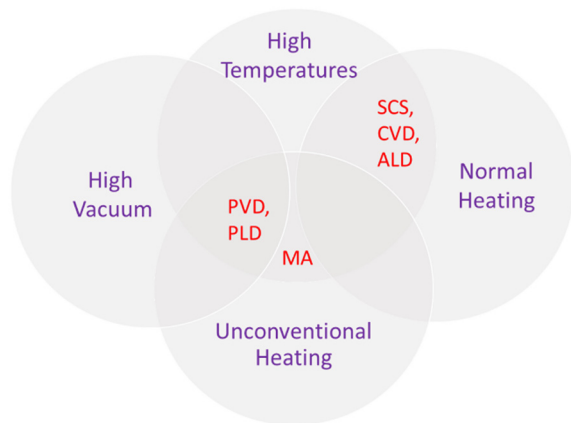 High
Temperatures
SCS,
CVD,
ALD
High
Vacuum
Normal
Heating
PVD,
PLD
MA
Unconventional
Heating